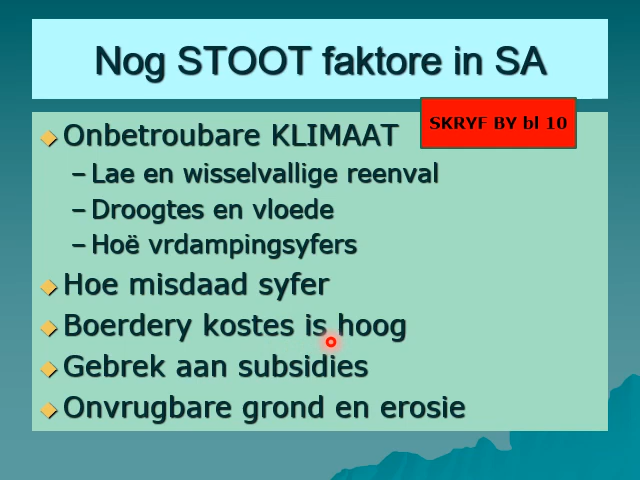 Nog STOOT faktore in SA
SKRYF BY bl 10
Onbetroubare KLIMAAT
– Lae en wisselvallige reenval
– Droogtes en vloede
– Hoë vrdampingsyfers
Hoe misdaad syfer
Boerdery kostes is hoog
Gebrek aan subsidies
Onvrugbare grond en erosie